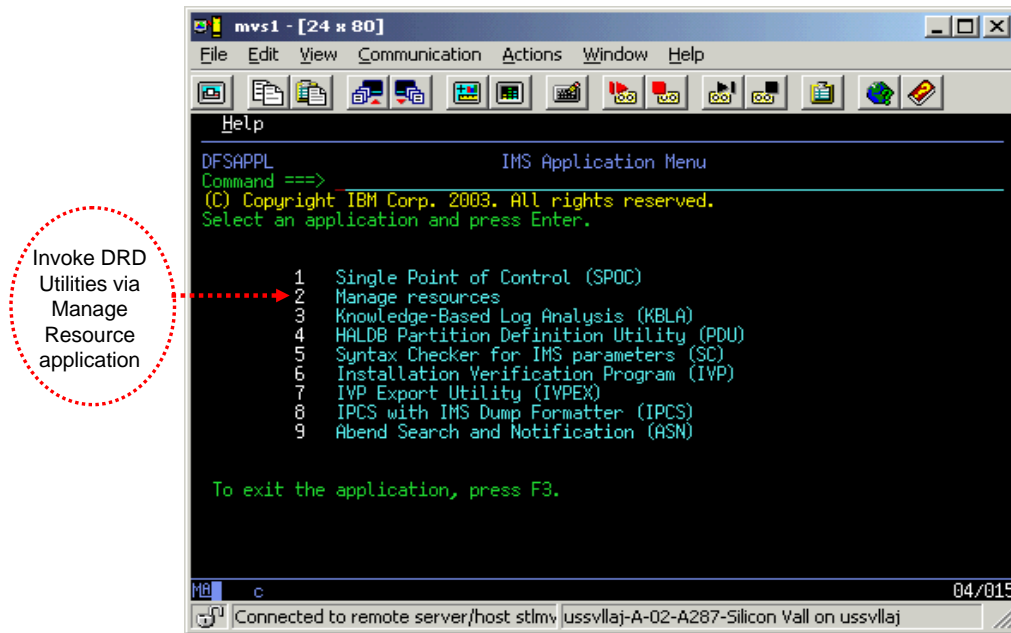 mvs1 - [24 x 80]
File Edit View Communication Actions Window Help
Help
DFSAPPL IMS Application Menu
Command ===>
(C) Copyright IBM Corp. 2003. All rights reserved.
Select an application and press Enter.
Invoke DRD
Utilities via
Manage
Resource
application
1 Single Point of Control (SPOC)
2 Manage resources
3 Knowledge-Based Log Analysis (KBLA)
4 HALDB Partition Definition Utility (PDU)
5 Syntax Checker for IMS parameters (SC)
6 Installation Verification Program (IVP)
7 IVP Export Utility (IVPEX)
8 IPCS with IMS Dump Formatter (IPCS)
9 Abend Search and Notification (ASN)
To exit the application, press F3.
MA c 04/015
Connected to remote server/host stlmv ussvllaj-A-02-A287-Silicon Vall on ussvllaj